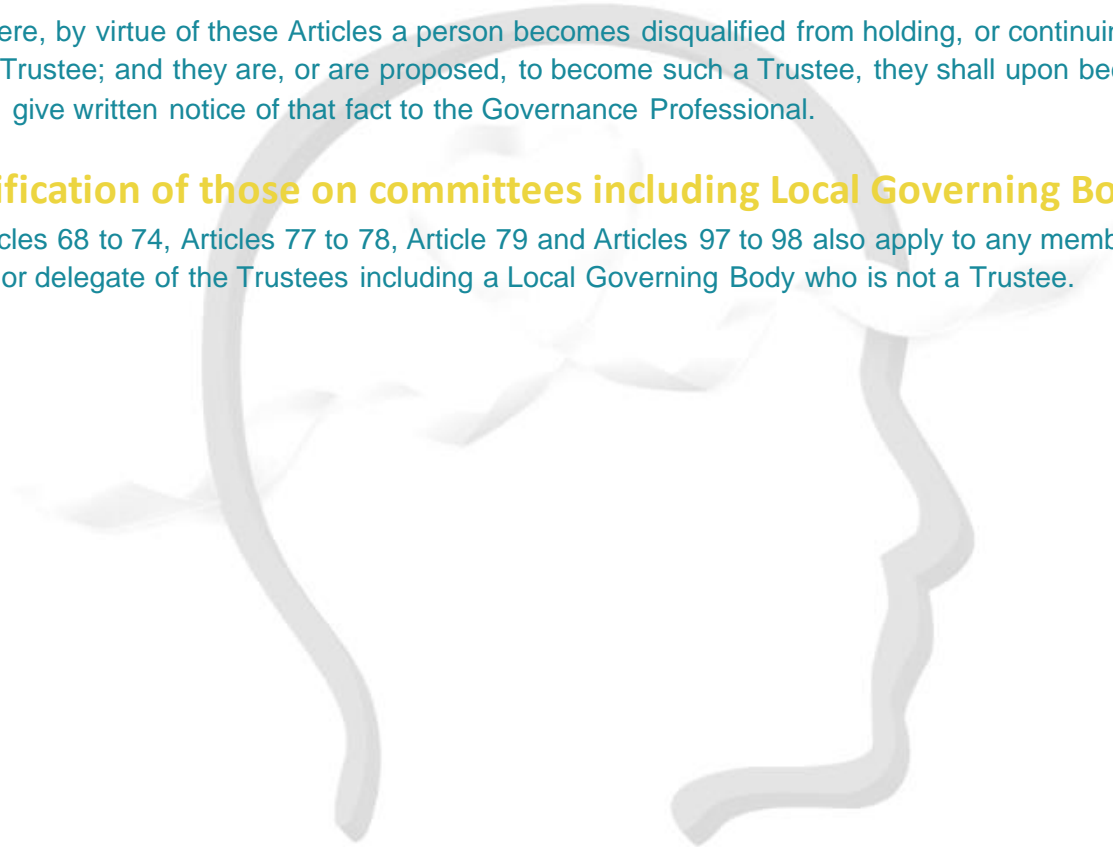 ere, by virtue of these Articles a person becomes disqualified from holding, or continuin
Trustee; and they are, or are proposed, to become such a Trustee, they shall upon bec
give written notice of that fact to the Governance Professional.
ification of those on committees including Local Governing Bo
cles 68 to 74, Articles 77 to 78, Article 79 and Articles 97 to 98 also apply to any memb
or delegate of the Trustees including a Local Governing Body who is not a Trustee.